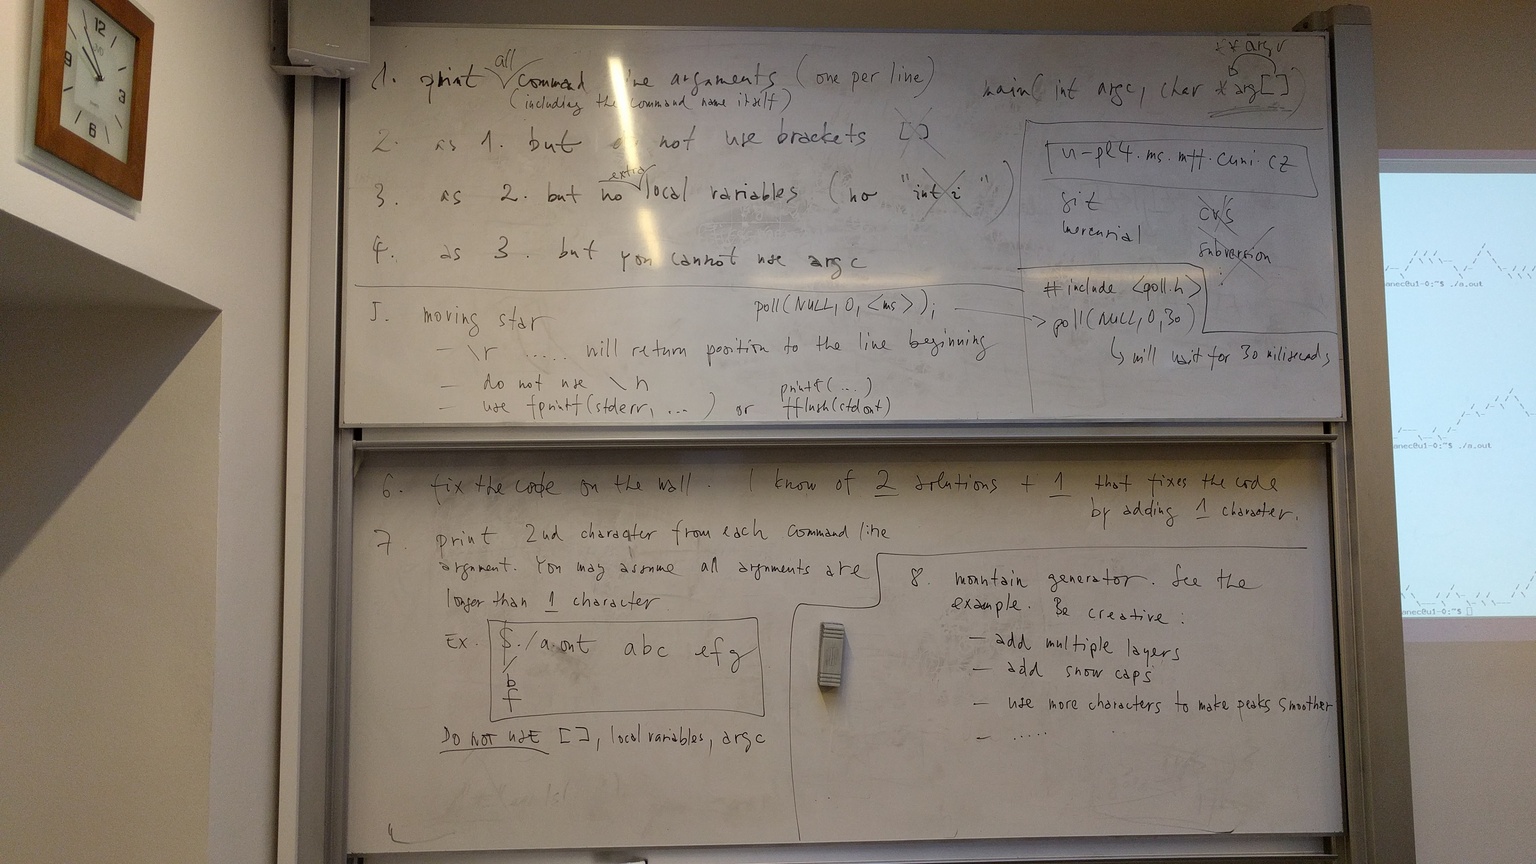 12
3
6
9
all
1. print command line arguments (one per line)
(including the command name itself)
2. as 1. but do not use brackets []
extra
3. as 2. but no local variables (no "int i")
4. as 3. but you cannot use argc
**argv
main(int argc, char *arg[])
u-pl4.ms.mff.cuni.cz
git CVS
mercurial subversion
:
#include <poll.h>
poll(NULL,0,30)
↳ will wait for 30 miliseconds
5. moving star poll(NULL,0,<ms>);
- \r ..... will return position to the line beginning
- do not use \n
- use fprintf(stderr, ...) or printf(...)
fflush(stdout)
6. fix the code on the wall. I know of 2 solutions + 1 that fixes the code
by adding 1 character.
7 print 2nd character from each command line
argument. You may assume all arguments are
longer than 1 character
Ex. $ ./a.out abc efg
/
b
f
DO NOT USE [], local variables, argc
8. mountain generator. See the
example. Be creative:
- add multiple layers
- add snow caps
- use more characters to make peaks smoother
- .....
anec@u1-0:~$ ./a.out
anec@u1-0:~$ ./a.out
anec@u1-0:~$